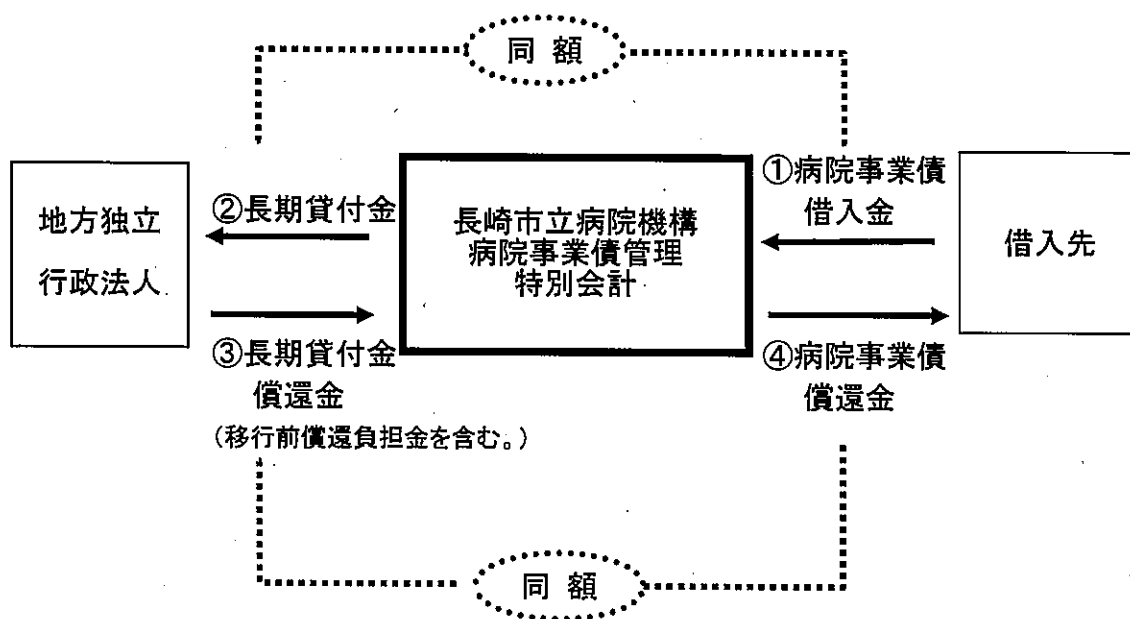 同 額
地方独立
行政法人
②長期貸付金
長崎市立病院機構
病院事業債管理
特別会計
①病院事業債
借入金
借入先
③長期貸付金
償還金
(移行前償還負担金を含む。)
④病院事業債
償還金
同 額